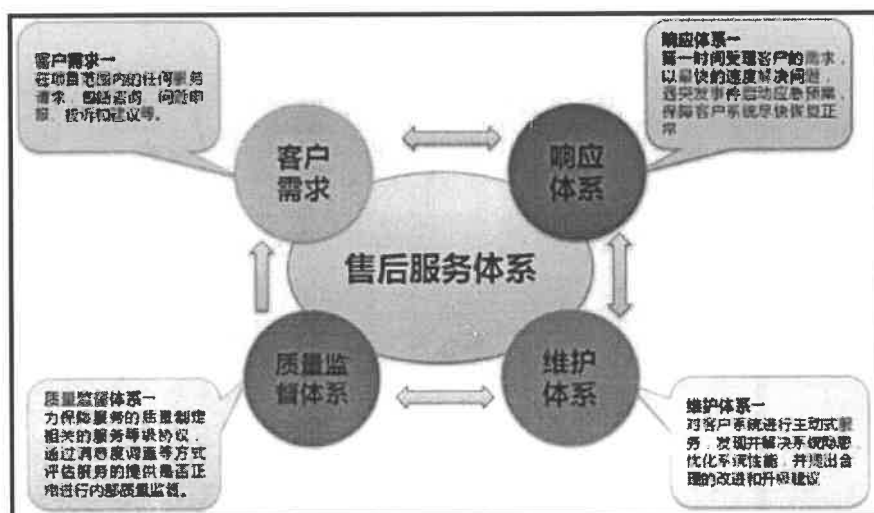 客户需求一
在项目范围内的任何服务
请求，包括咨询、问题申
报、投诉和建议等。
响应体系一
第一时间受理客户的需求，
以最快的速度解决问题，
遇突发事件启动应急预案，
保障客户系统尽快恢复正
常
客户
需求
响应
体系
售后服务体系
质量监
督体系
维护
体系
质量监督体系一
为保障服务的质量制定
相关的服务等级协议，
通过满意度调查等方式
评估服务的提供是否正
进行内部质量监督。
维护体系一
对客户系统进行主动式服
务，发现并解决系统隐患，
优化系统性能，并提出合
理的改进和升级建议